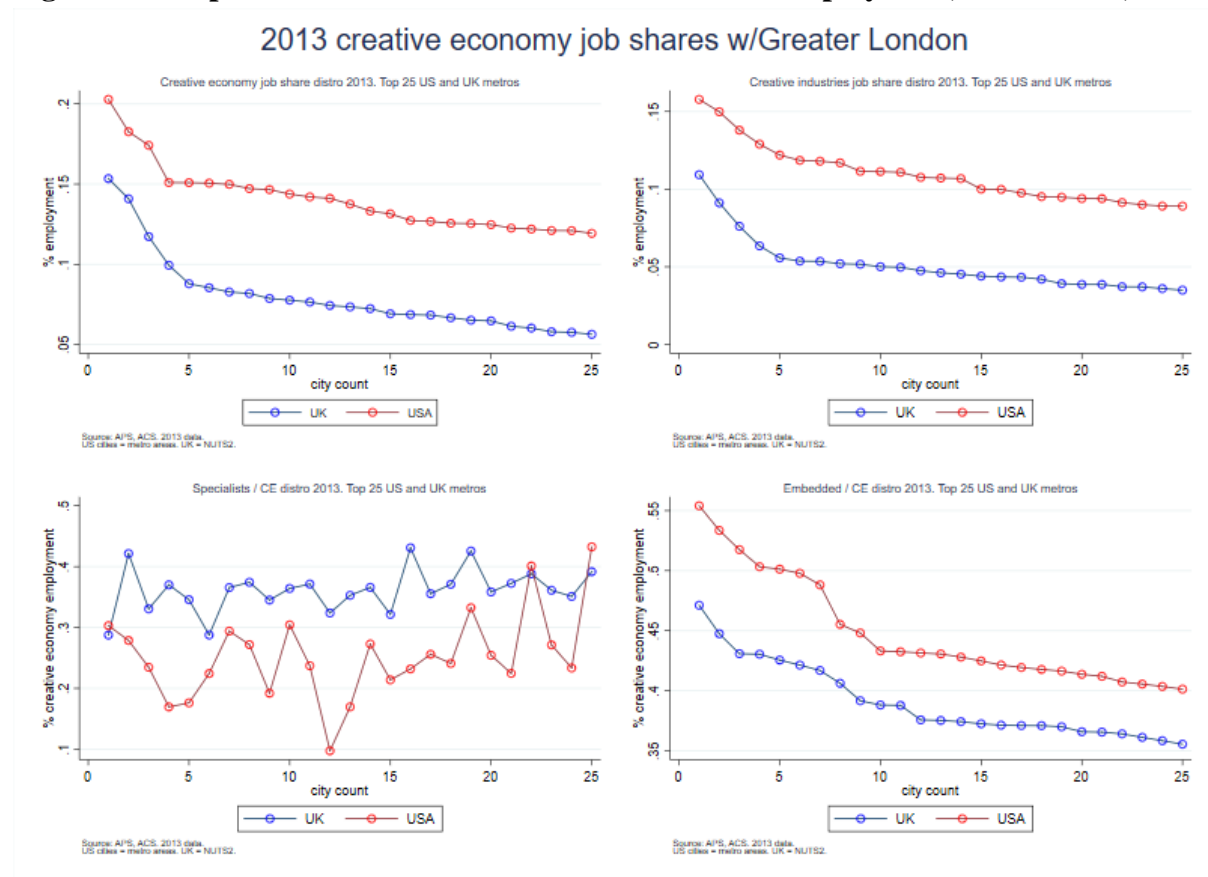 2013 creative economy job shares w/Greater London
Creative economy job share distro 2013. Top 25 US and UK metros
% employment
.2
.15
.1
.05
0 5 10 15 20 25
city count
UK USA
Source: APS, ACS. 2013 data.
US cities = metro areas. UK = NUTS2.
Creative industries job share distro 2013. Top 25 US and UK metros
% employment
.15
.1
.05
0
0 5 10 15 20 25
city count
UK USA
Source: APS, ACS. 2013 data.
US cities = metro areas. UK = NUTS2.
Specialists / CE distro 2013. Top 25 US and UK metros
% creative economy employment
.5
.4
.3
.2
.1
0 5 10 15 20 25
city count
UK USA
Source: APS, ACS. 2013 data.
US cities = metro areas. UK = NUTS2.
Embedded / CE distro 2013. Top 25 US and UK metros
% creative economy employment
.55
.5
.45
.4
.35
0 5 10 15 20 25
city count
UK USA
Source: APS, ACS. 2013 data.
US cities = metro areas. UK = NUTS2.